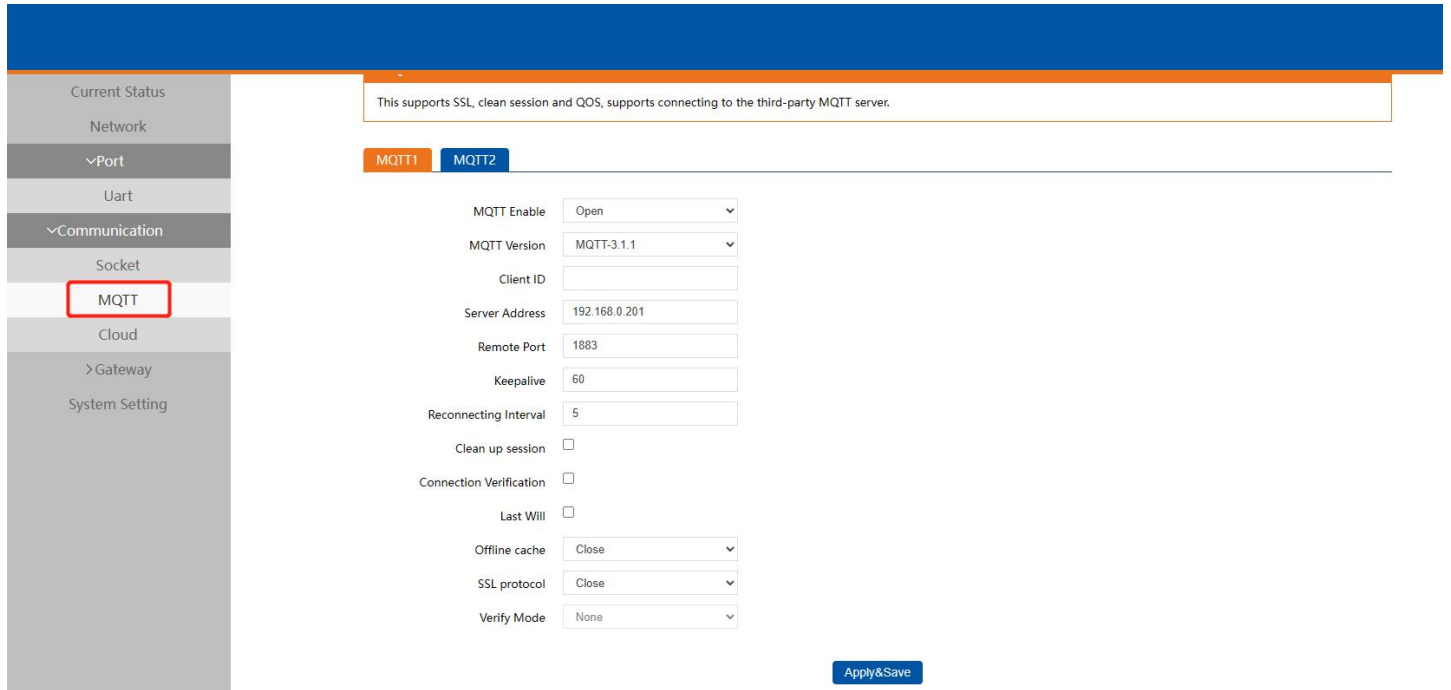 Current Status
Network
Port
Uart
Communication
Socket
MQTT
Cloud
Gateway
System Setting
This supports SSL, clean session and QOS, supports connecting to the third-party MQTT server.
MQTT1 MQTT2
MQTT Enable Open
MQTT Version MQTT-3.1.1
Client ID
Server Address 192.168.0.201
Remote Port 1883
Keepalive 60
Reconnecting Interval 5
Clean up session
Connection Verification
Last Will
Offline cache Close
SSL protocol Close
Verify Mode None
Apply&Save